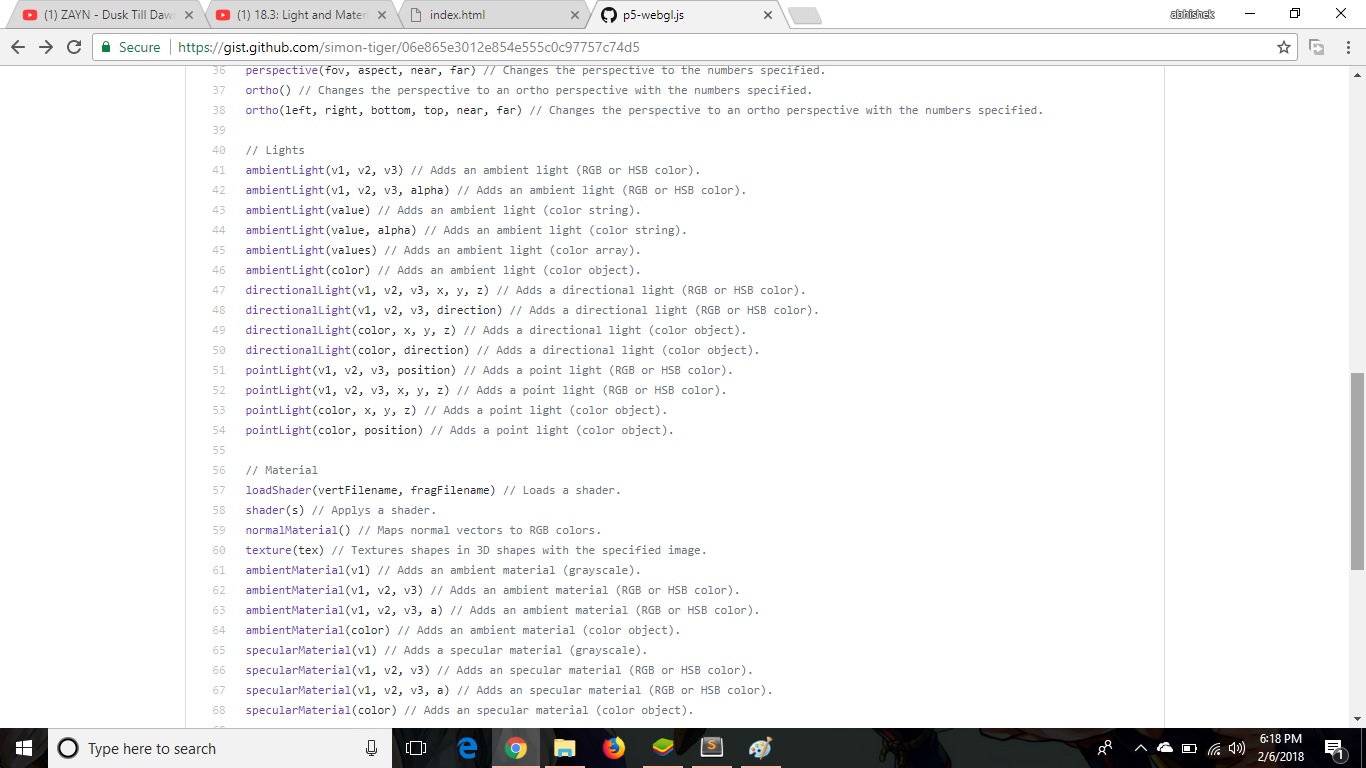 (1) ZAYN - Dusk Till Daw
(1) 18.3: Light and Mater
index.html
p5-webgl.js
abhishek
Secure https://gist.github.com/simon-tiger/06e865e3012e854e555c0c97757c74d5
36 perspective(fov, aspect, near, far) // Changes the perspective to the numbers specified.
37 ortho() // Changes the perspective to an ortho perspective with the numbers specified.
38 ortho(left, right, bottom, top, near, far) // Changes the perspective to an ortho perspective with the numbers specified.
39
40 // Lights
41 ambientLight(v1, v2, v3) // Adds an ambient light (RGB or HSB color).
42 ambientLight(v1, v2, v3, alpha) // Adds an ambient light (RGB or HSB color).
43 ambientLight(value) // Adds an ambient light (color string).
44 ambientLight(value, alpha) // Adds an ambient light (color string).
45 ambientLight(values) // Adds an ambient light (color array).
46 ambientLight(color) // Adds an ambient light (color object).
47 directionalLight(v1, v2, v3, x, y, z) // Adds a directional light (RGB or HSB color).
48 directionalLight(v1, v2, v3, direction) // Adds a directional light (RGB or HSB color).
49 directionalLight(color, x, y, z) // Adds a directional light (color object).
50 directionalLight(color, direction) // Adds a directional light (color object).
51 pointLight(v1, v2, v3, position) // Adds a point light (RGB or HSB color).
52 pointLight(v1, v2, v3, x, y, z) // Adds a point light (RGB or HSB color).
53 pointLight(color, x, y, z) // Adds a point light (color object).
54 pointLight(color, position) // Adds a point light (color object).
55
56 // Material
57 loadShader(vertFilename, fragFilename) // Loads a shader.
58 shader(s) // Applys a shader.
59 normalMaterial() // Maps normal vectors to RGB colors.
60 texture(tex) // Textures shapes in 3D shapes with the specified image.
61 ambientMaterial(v1) // Adds an ambient material (grayscale).
62 ambientMaterial(v1, v2, v3) // Adds an ambient material (RGB or HSB color).
63 ambientMaterial(v1, v2, v3, a) // Adds an ambient material (RGB or HSB color).
64 ambientMaterial(color) // Adds an ambient material (color object).
65 specularMaterial(v1) // Adds a specular material (grayscale).
66 specularMaterial(v1, v2, v3) // Adds an specular material (RGB or HSB color).
67 specularMaterial(v1, v2, v3, a) // Adds an specular material (RGB or HSB color).
68 specularMaterial(color) // Adds an specular material (color object).
Type here to search
6:18 PM
2/6/2018
1